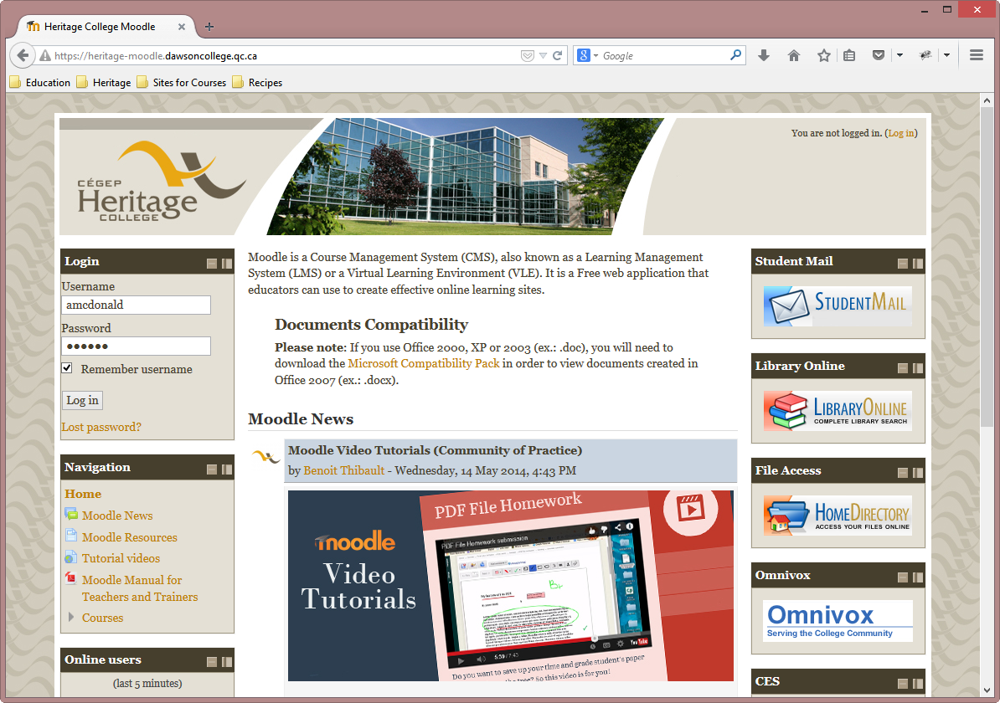 Heritage College Moodle
https://heritage-moodle.dawsoncollege.qc.ca
Google
Education
Heritage
Sites for Courses
Recipes
CÉGEP
Heritage
COLLEGE
You are not logged in. (Log in)
Login
Username
amcdonald
Password
Remember username
Log in
Lost password?
Navigation
Home
Moodle News
Moodle Resources
Tutorial videos
Moodle Manual for
Teachers and Trainers
Courses
Online users
(last 5 minutes)
Moodle is a Course Management System (CMS), also known as a Learning Management
System (LMS) or a Virtual Learning Environment (VLE). It is a Free web application that
educators can use to create effective online learning sites.
Documents Compatibility
Please note: If you use Office 2000, XP or 2003 (ex.: .doc), you will need to
download the Microsoft Compatibility Pack in order to view documents created in
Office 2007 (ex.: .docx).
Moodle News
Moodle Video Tutorials (Community of Practice)
by Benoit Thibault - Wednesday, 14 May 2014, 4:43 PM
moodle
Video
Tutorials
PDF File Homework
PDF File Homework submission
B+
5:59 / 7:43
YouTube
Do you want to save up your time and grade student's paper
the tree? So this video is for you!
Student Mail
STUDENTMAIL
Library Online
LIBRARYONLINE
COMPLETE LIBRARY SEARCH
File Access
HOMEDIRECTORY
ACCESS YOUR FILES ONLINE
Omnivox
Omnivox
Serving the College Community
CES